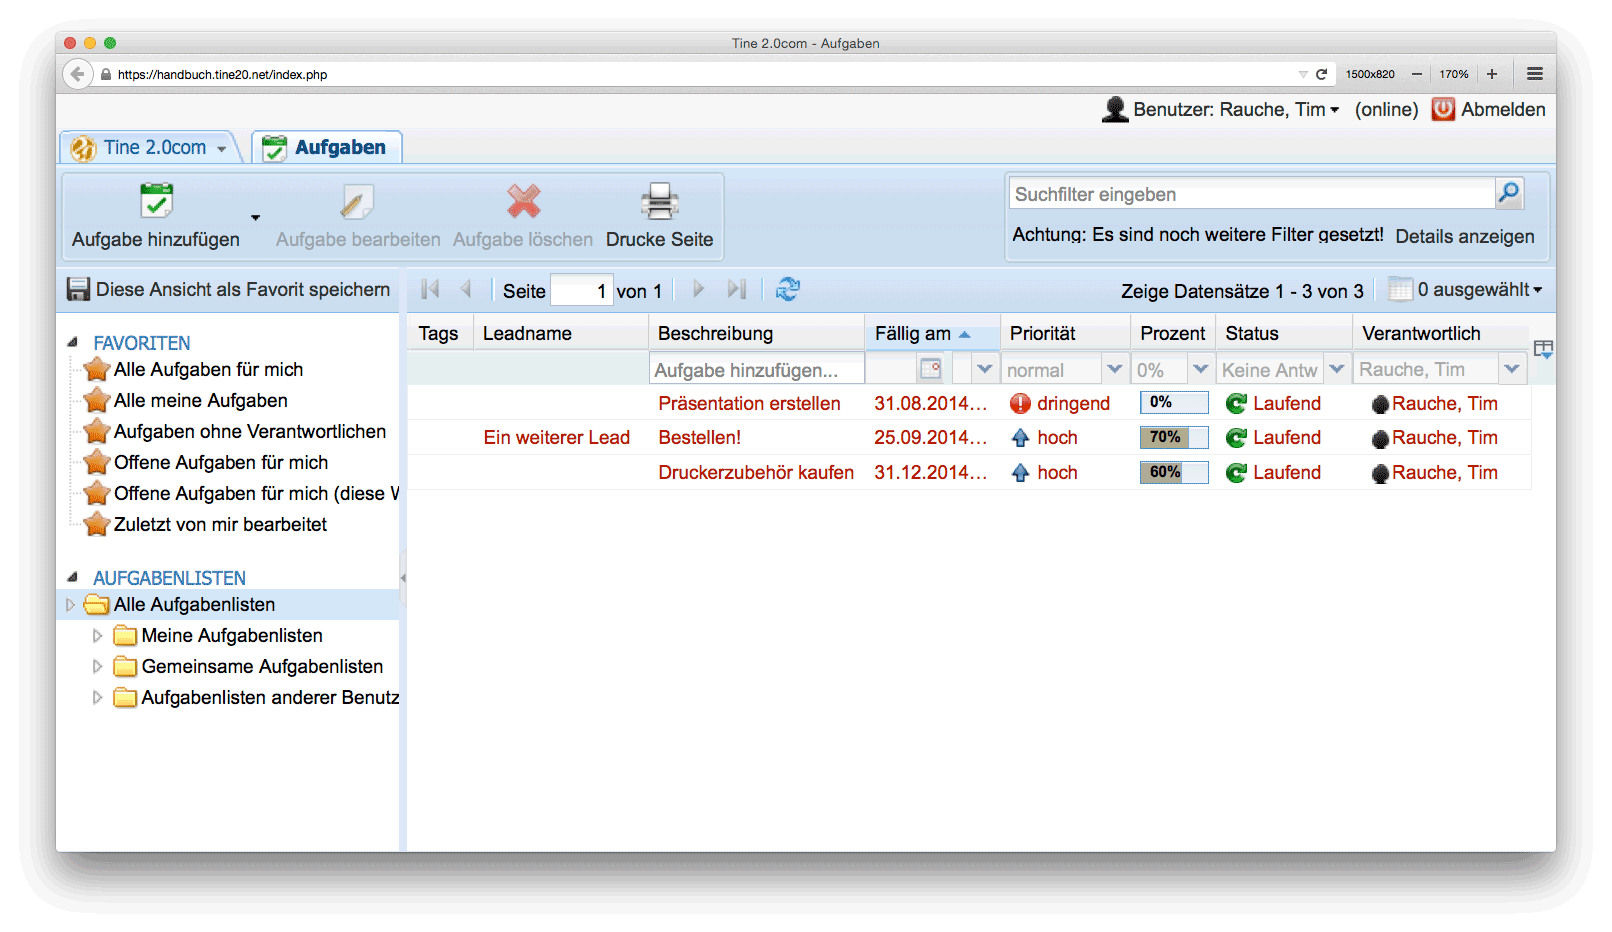 Tine 2.0com - Aufgaben
https://handbuch.tine20.net/index.php 1500x820 170%
Benutzer: Rauche, Tim (online) Abmelden
Tine 2.0com Aufgaben
Aufgabe hinzufügen Aufgabe bearbeiten Aufgabe löschen Drucke Seite
Suchfilter eingeben
Achtung: Es sind noch weitere Filter gesetzt! Details anzeigen
Diese Ansicht als Favorit speichern
Seite 1 von 1 Zeige Datensätze 1 - 3 von 3 0 ausgewählt
FAVORITEN
Alle Aufgaben für mich
Alle meine Aufgaben
Aufgaben ohne Verantwortlichen
Offene Aufgaben für mich
Offene Aufgaben für mich (diese W
Zuletzt von mir bearbeitet
AUFGABENLISTEN
Alle Aufgabenlisten
Meine Aufgabenlisten
Gemeinsame Aufgabenlisten
Aufgabenlisten anderer Benutz
Tags Leadname Beschreibung Fällig am Priorität Prozent Status Verantwortlich
Aufgabe hinzufügen... normal 0% Keine Antw Rauche, Tim
Präsentation erstellen 31.08.2014... dringend 0% Laufend Rauche, Tim
Ein weiterer Lead Bestellen! 25.09.2014... hoch 70% Laufend Rauche, Tim
Druckerzubehör kaufen 31.12.2014... hoch 60% Laufend Rauche, Tim